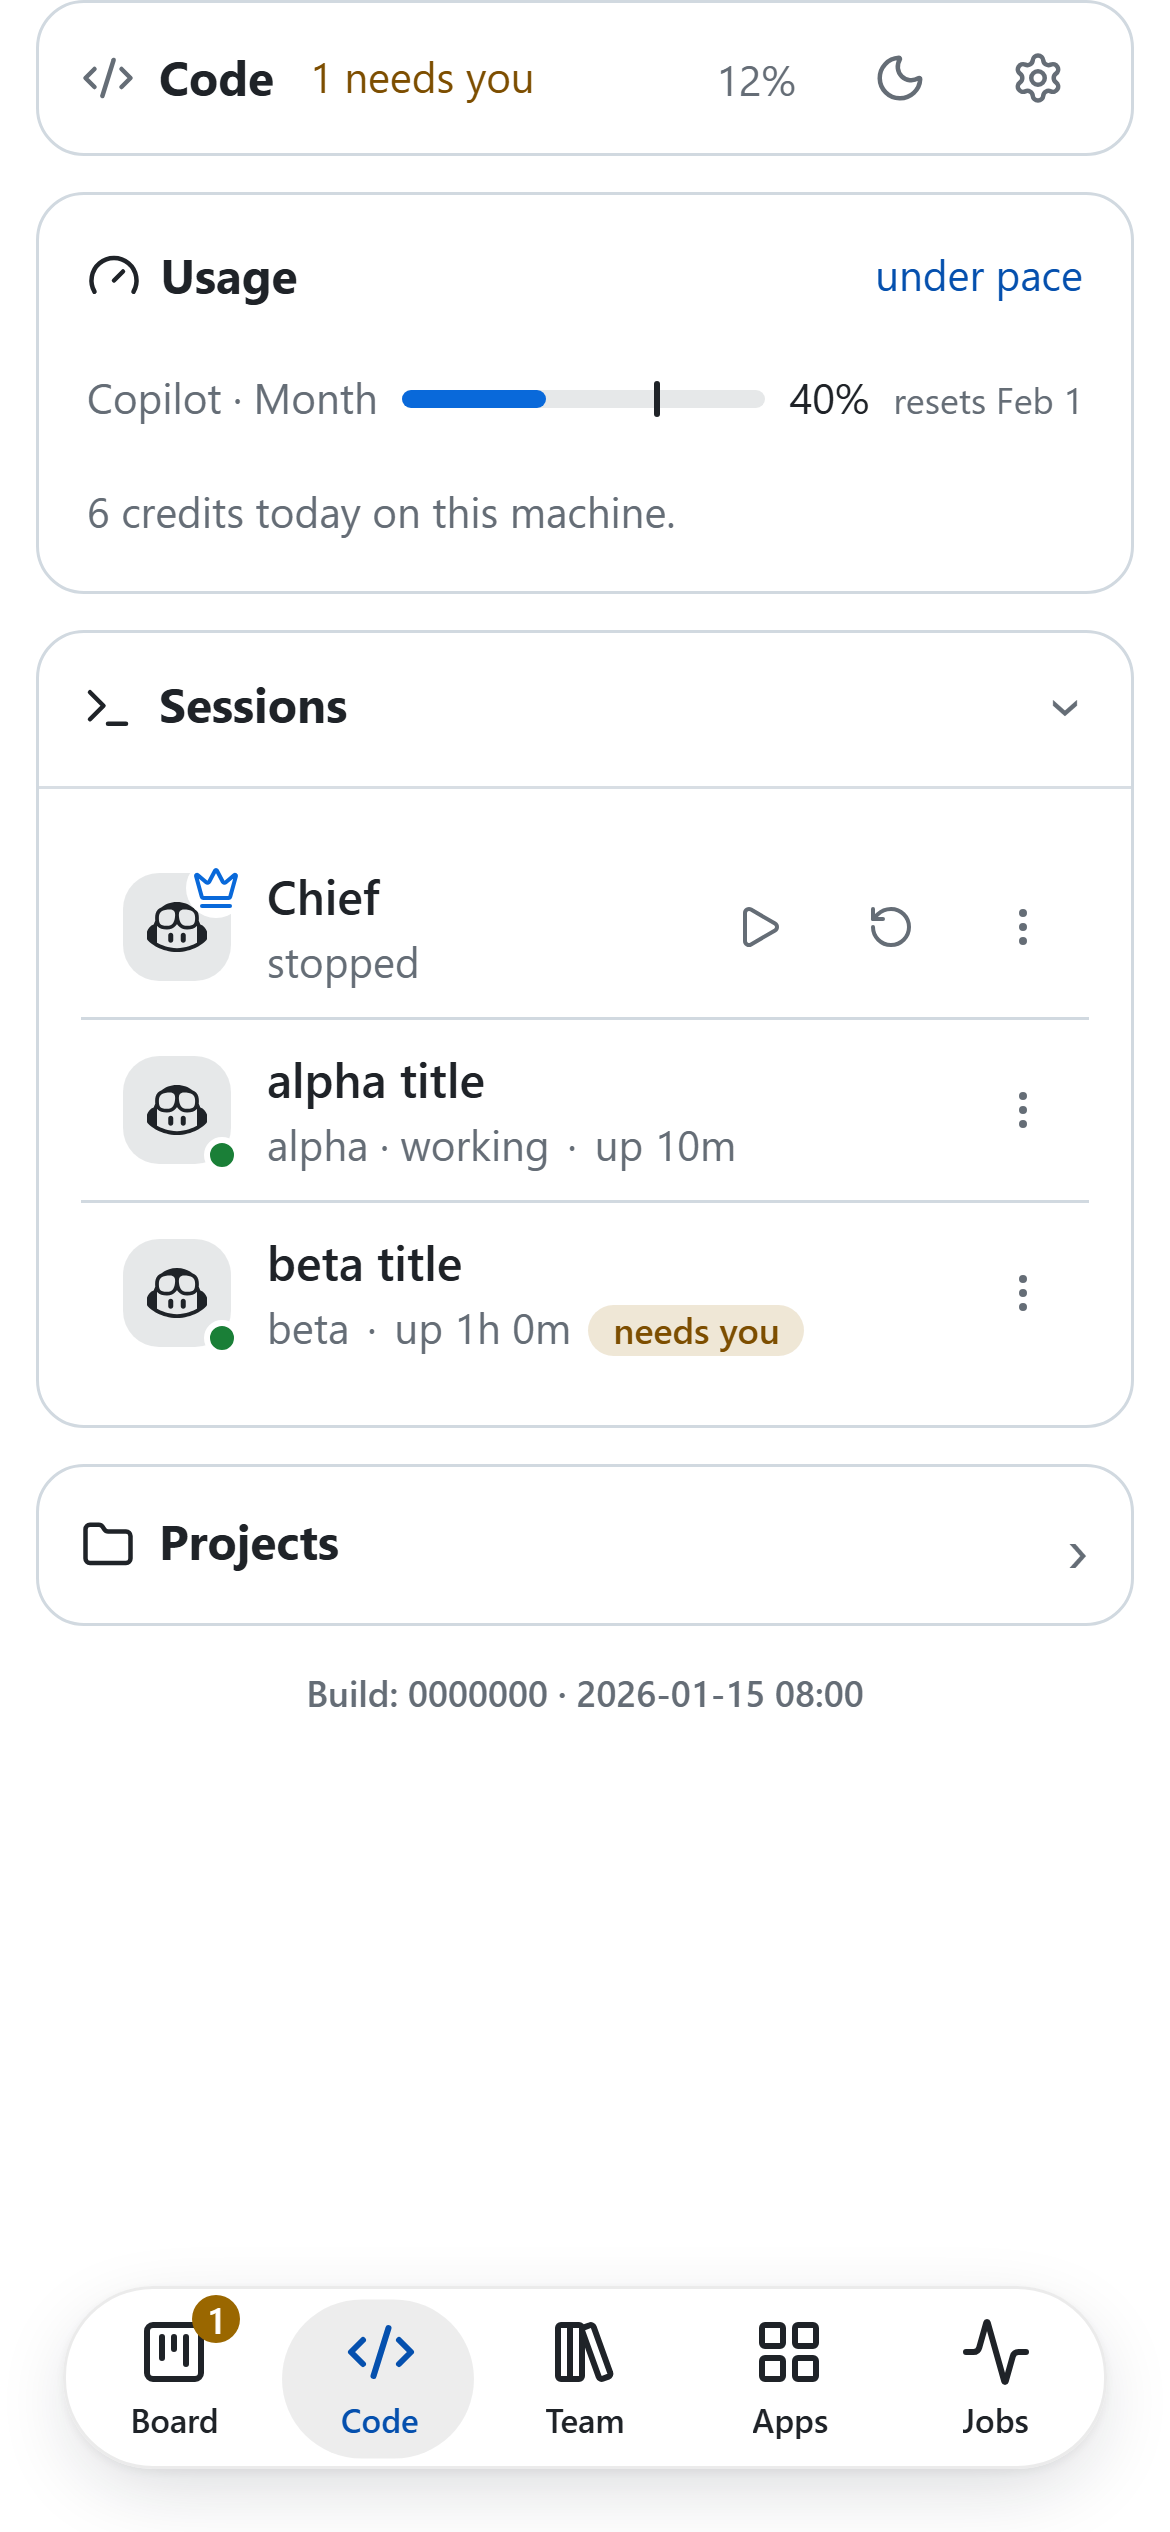 Code 1 needs you 12%
Usage under pace
Copilot · Month 40% resets Feb 1
6 credits today on this machine.
Sessions
Chief
stopped
alpha title
alpha · working · up 10m
beta title
beta · up 1h 0m needs you
Projects
Build: 0000000 · 2026-01-15 08:00
1
Board Code Team Apps Jobs